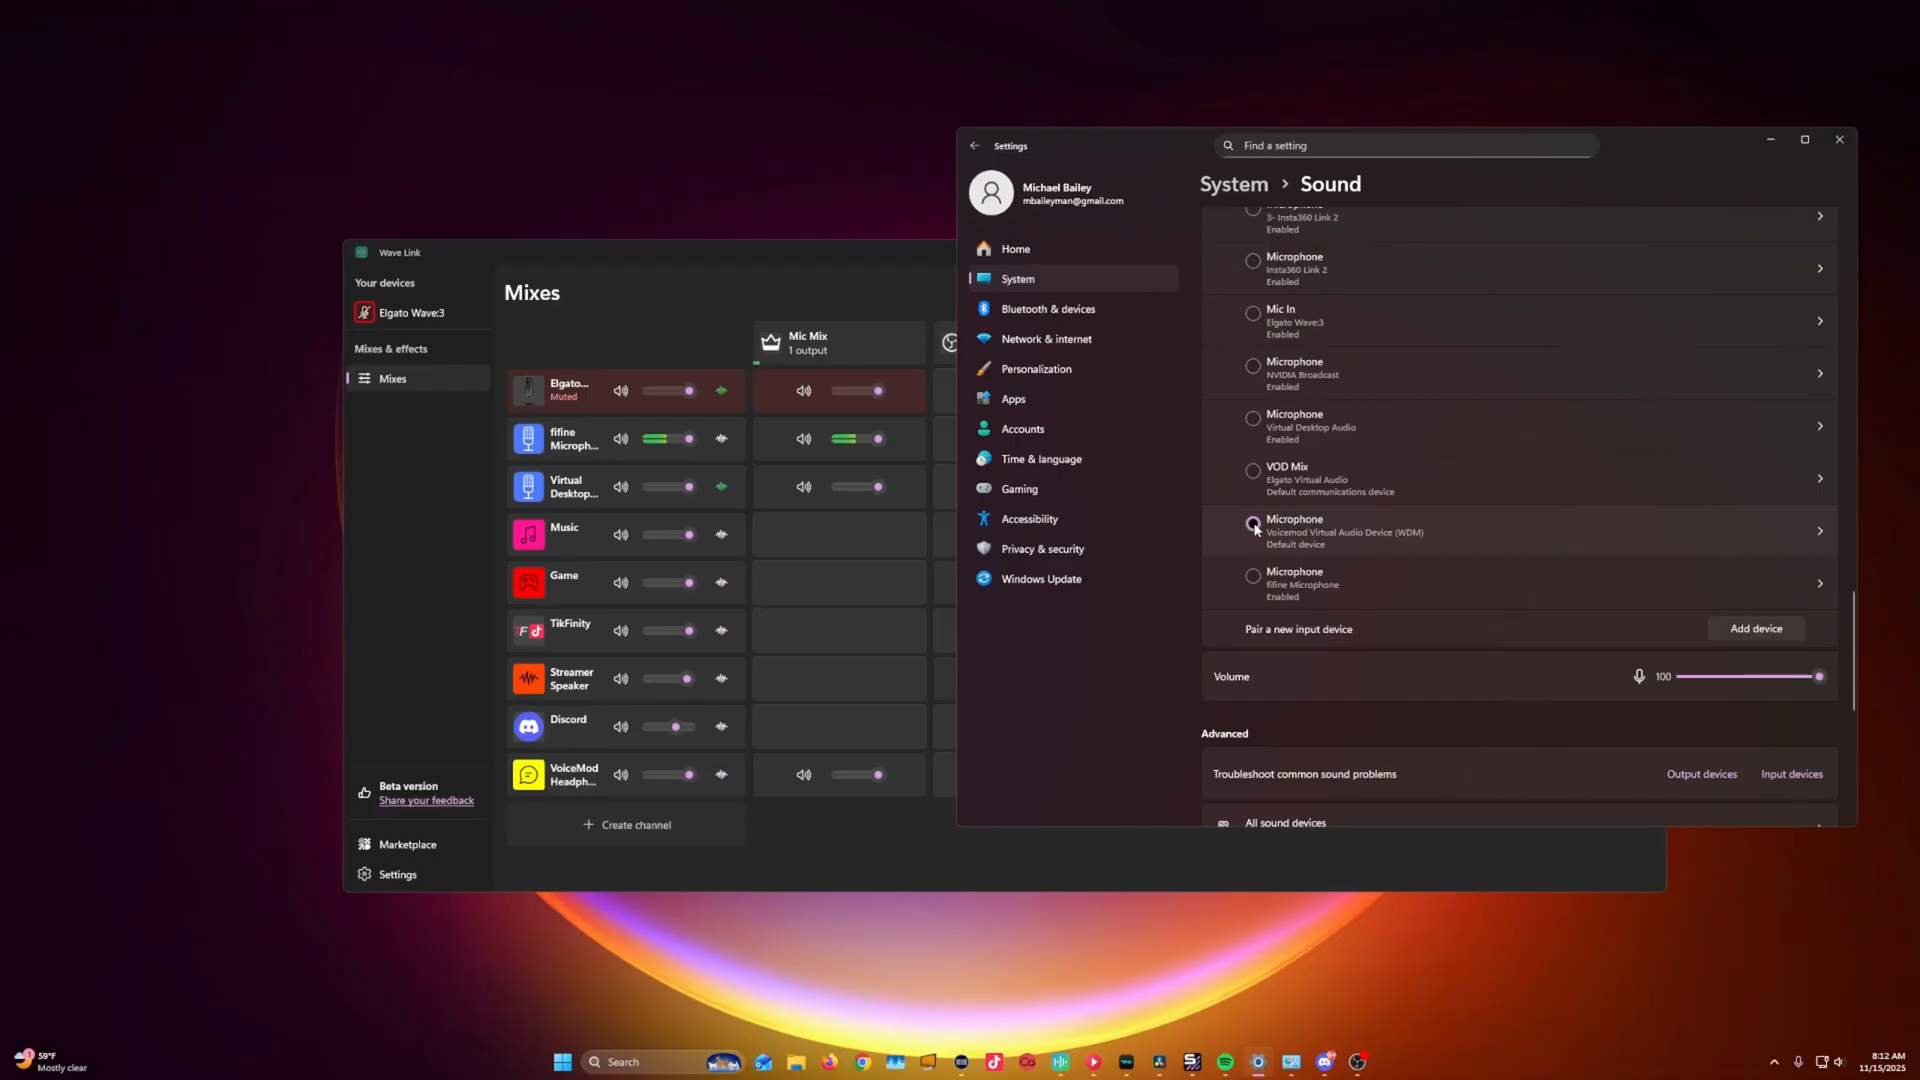 Wave Link
Your devices
Elgato Wave:3
Mixes & effects
Mixes
Beta version
Share your feedback
Marketplace
Settings
Mixes
Mic Mix
1 output
Elgato...
Muted
fifine
Microph...
Virtual
Desktop...
Music
Game
TikFinity
Streamer
Speaker
Discord
VoiceMod
Headph...
Create channel
Settings
Find a setting
Michael Bailey
mbaileyman@gmail.com
Home
System
Bluetooth & devices
Network & internet
Personalization
Apps
Accounts
Time & language
Gaming
Accessibility
Privacy & security
Windows Update
System > Sound
Microphone
3- Insta360 Link 2
Enabled
Microphone
Insta360 Link 2
Enabled
Mic In
Elgato Wave:3
Enabled
Microphone
NVIDIA Broadcast
Enabled
Microphone
Virtual Desktop Audio
Enabled
VOD Mix
Elgato Virtual Audio
Default communications device
Microphone
Voicemod Virtual Audio Device (WDM)
Default device
Microphone
fifine Microphone
Enabled
Pair a new input device
Add device
Volume
100
Advanced
Troubleshoot common sound problems
Output devices
Input devices
All sound devices
59°F
Mostly clear
Search
8:12 AM
11/15/2025